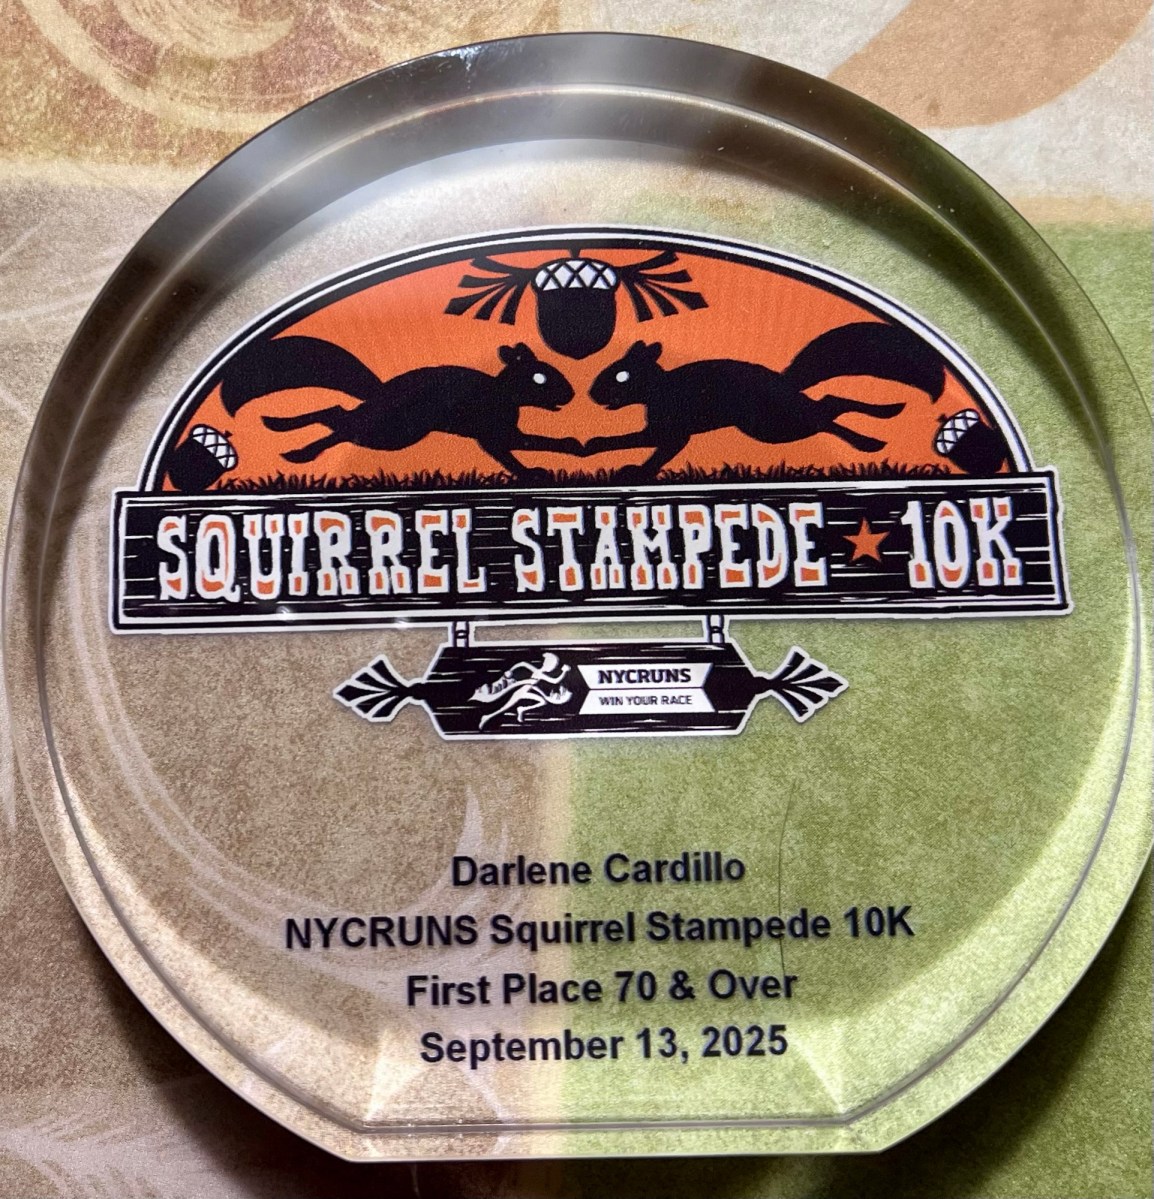 SQUIRREL STAMPEDE ★ 10K
NYCRUNS
WIN YOUR RACE
Darlene Cardillo
NYCRUNS Squirrel Stampede 10K
First Place 70 & Over
September 13, 2025